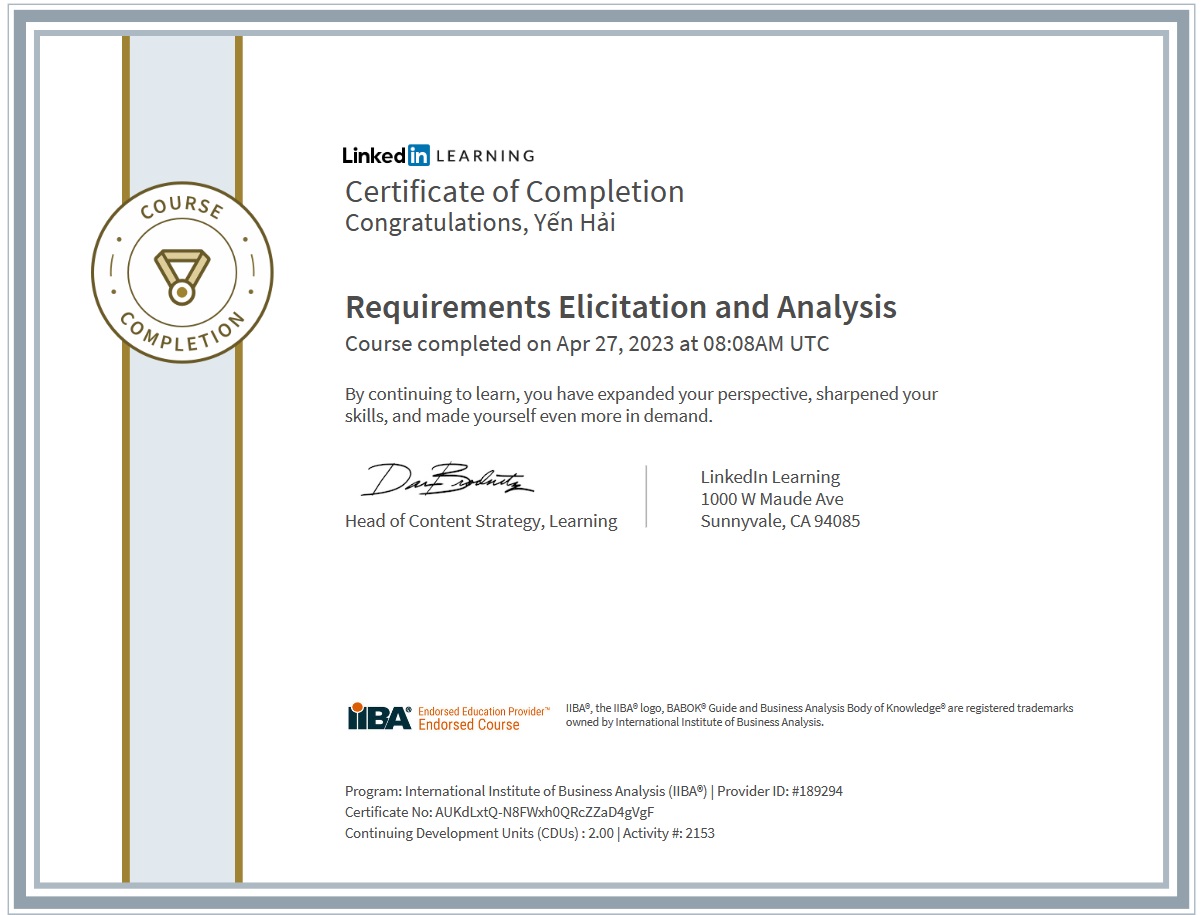 COURSE
COMPLETION
Linked in LEARNING
Certificate of Completion
Congratulations, Yến Hải
Requirements Elicitation and Analysis
Course completed on Apr 27, 2023 at 08:08AM UTC
By continuing to learn, you have expanded your perspective, sharpened your
skills, and made yourself even more in demand.
Head of Content Strategy, Learning
LinkedIn Learning
1000 W Maude Ave
Sunnyvale, CA 94085
IIBA® Endorsed Education Provider™
Endorsed Course
IIBA®, the IIBA® logo, BABOK® Guide and Business Analysis Body of Knowledge® are registered trademarks
owned by International Institute of Business Analysis.
Program: International Institute of Business Analysis (IIBA®) | Provider ID: #189294
Certificate No: AUKdLxtQ-N8FWxh0QRcZZaD4gVgF
Continuing Development Units (CDUs) : 2.00 | Activity #: 2153